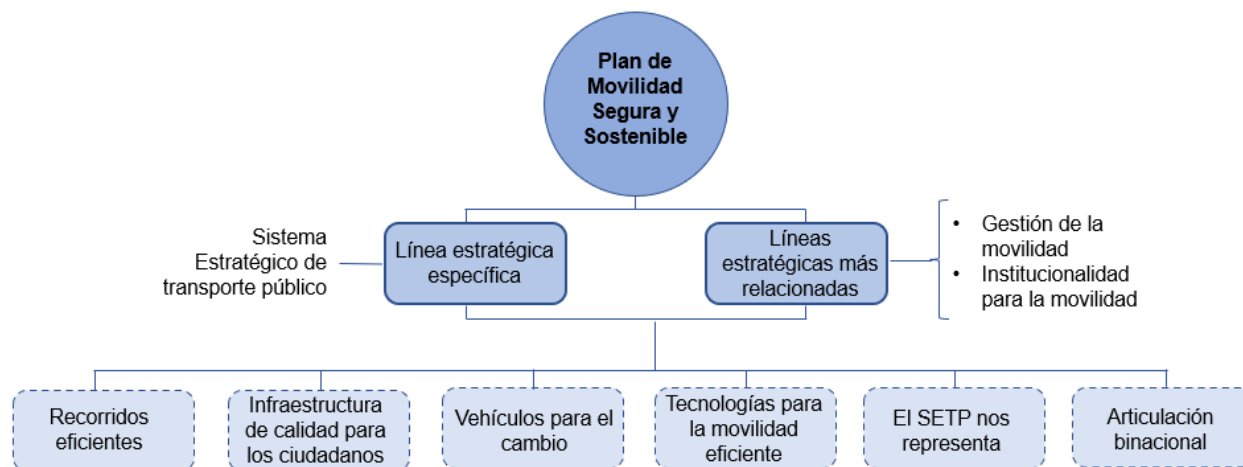 Plan de
Movilidad
Segura y
Sostenible
Sistema
Estratégico de
transporte público
Línea estratégica
específica
Líneas
estratégicas más
relacionadas
• Gestión de la
movilidad
• Institucionalidad
para la movilidad
Recorridos
eficientes
Infraestructura
de calidad para
los ciudadanos
Vehículos para el
cambio
Tecnologías para
la movilidad
eficiente
El SETP nos
representa
Articulación
binacional